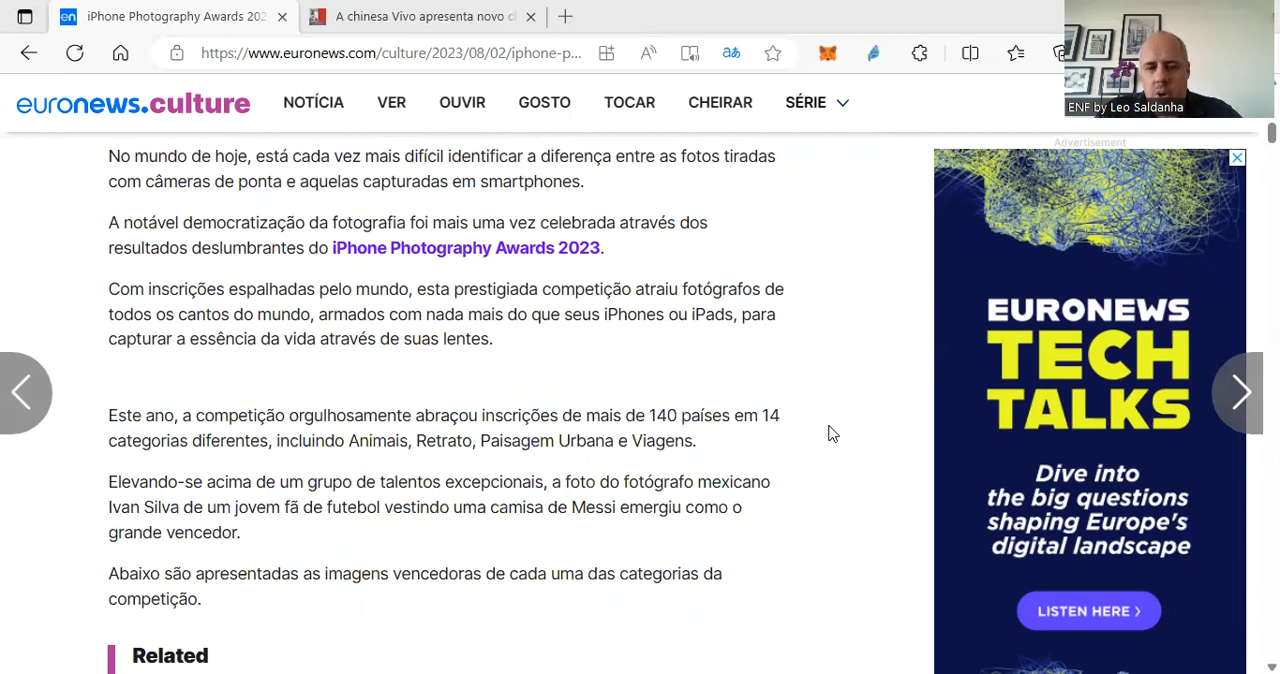 iPhone Photography Awards 202
A chinesa Vivo apresenta novo c
https://www.euronews.com/culture/2023/08/02/iphone-p...
aあ
euronews.culture
NOTÍCIA
VER
OUVIR
GOSTO
TOCAR
CHEIRAR
SÉRIE
ENF by Leo Saldanha
No mundo de hoje, está cada vez mais difícil identificar a diferença entre as fotos tiradas
com câmeras de ponta e aquelas capturadas em smartphones.
A notável democratização da fotografia foi mais uma vez celebrada através dos
resultados deslumbrantes do iPhone Photography Awards 2023.
Com inscrições espalhadas pelo mundo, esta prestigiada competição atraiu fotógrafos de
todos os cantos do mundo, armados com nada mais do que seus iPhones ou iPads, para
capturar a essência da vida através de suas lentes.
Este ano, a competição orgulhosamente abraçou inscrições de mais de 140 países em 14
categorias diferentes, incluindo Animais, Retrato, Paisagem Urbana e Viagens.
Elevando-se acima de um grupo de talentos excepcionais, a foto do fotógrafo mexicano
Ivan Silva de um jovem fã de futebol vestindo uma camisa de Messi emergiu como o
grande vencedor.
Abaixo são apresentadas as imagens vencedoras de cada uma das categorias da
competição.
Related
Advertisement
EURONEWS
TECH
TALKS
Dive into
the big questions
shaping Europe's
digital landscape
LISTEN HERE